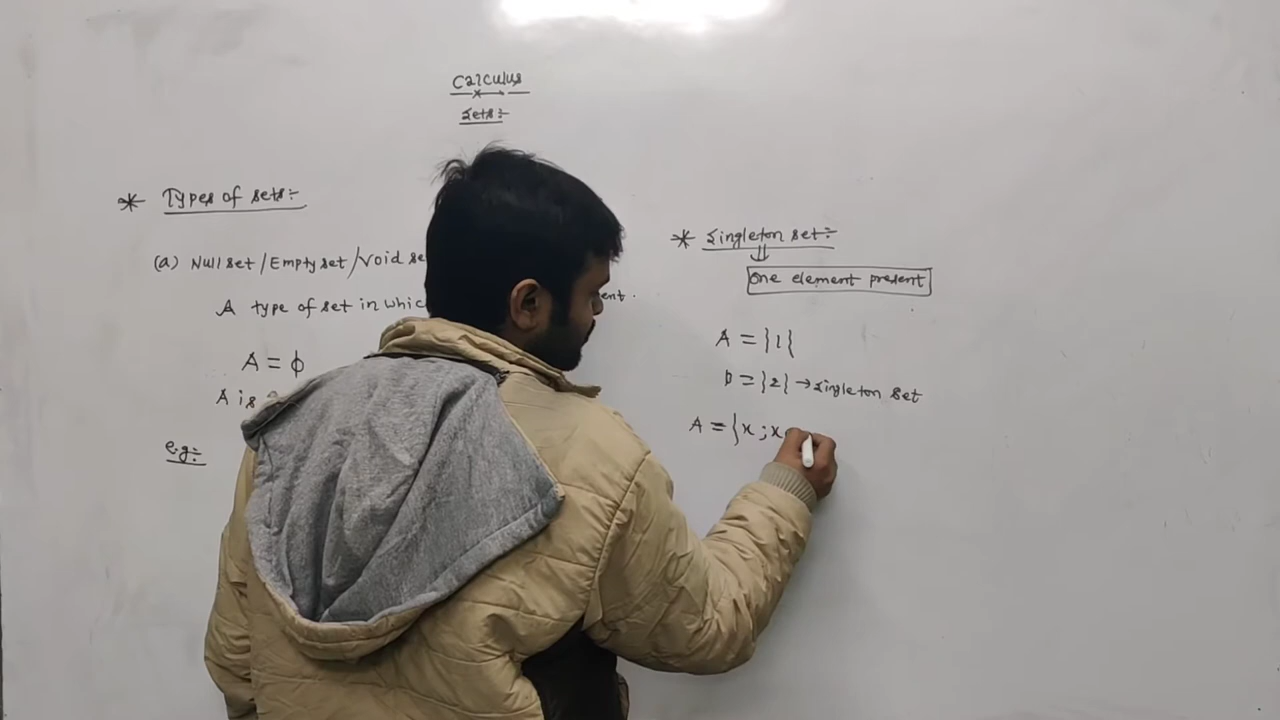 Calculus
Sets:-
* Types of sets:-
(a) Null set / Empty set / Void se
A type of set in whic ent.
A = ϕ
A is
e.g:-
* Singleton set:-
⇓
One element present
A = {1}
= {2} → Singleton set
A = {x ; x